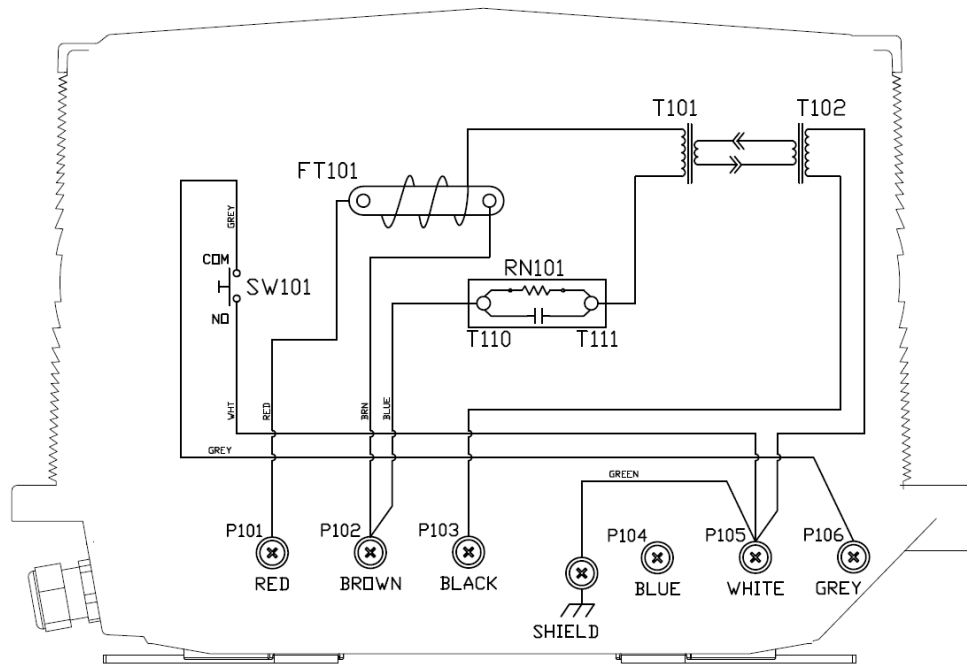 T101
T102
FT101
GREY
COM
SW101
NO
RN101
T110
T111
WHT
RED
BRN
BLUE
GREY
GREEN
P101
P102
P103
P104
P105
P106
RED
BROWN
BLACK
BLUE
WHITE
GREY
SHIELD